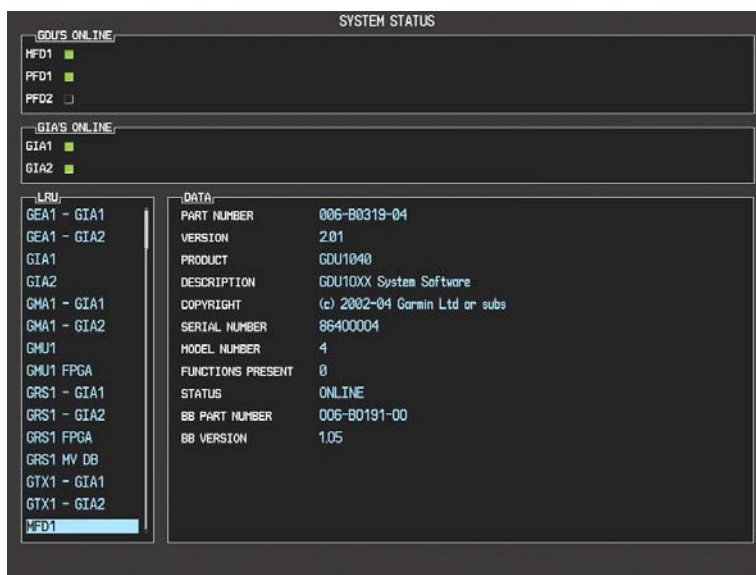 SYSTEM STATUS
GDU'S ONLINE
MFD1
PFD1
PFD2
GIA'S ONLINE
GIA1
GIA2
LRU
GEA1 - GIA1
GEA1 - GIA2
GIA1
GIA2
GMA1 - GIA1
GMA1 - GIA2
GMU1
GMU1 FPGA
GRS1 - GIA1
GRS1 - GIA2
GRS1 FPGA
GRS1 MV DB
GTX1 - GIA1
GTX1 - GIA2
MFD1
DATA
PART NUMBER 006-B0319-04
VERSION 2.01
PRODUCT GDU1040
DESCRIPTION GDU10XX System Software
COPYRIGHT (c) 2002-04 Garmin Ltd or subs
SERIAL NUMBER 86400004
MODEL NUMBER 4
FUNCTIONS PRESENT 0
STATUS ONLINE
BB PART NUMBER 006-B0191-00
BB VERSION 1.05